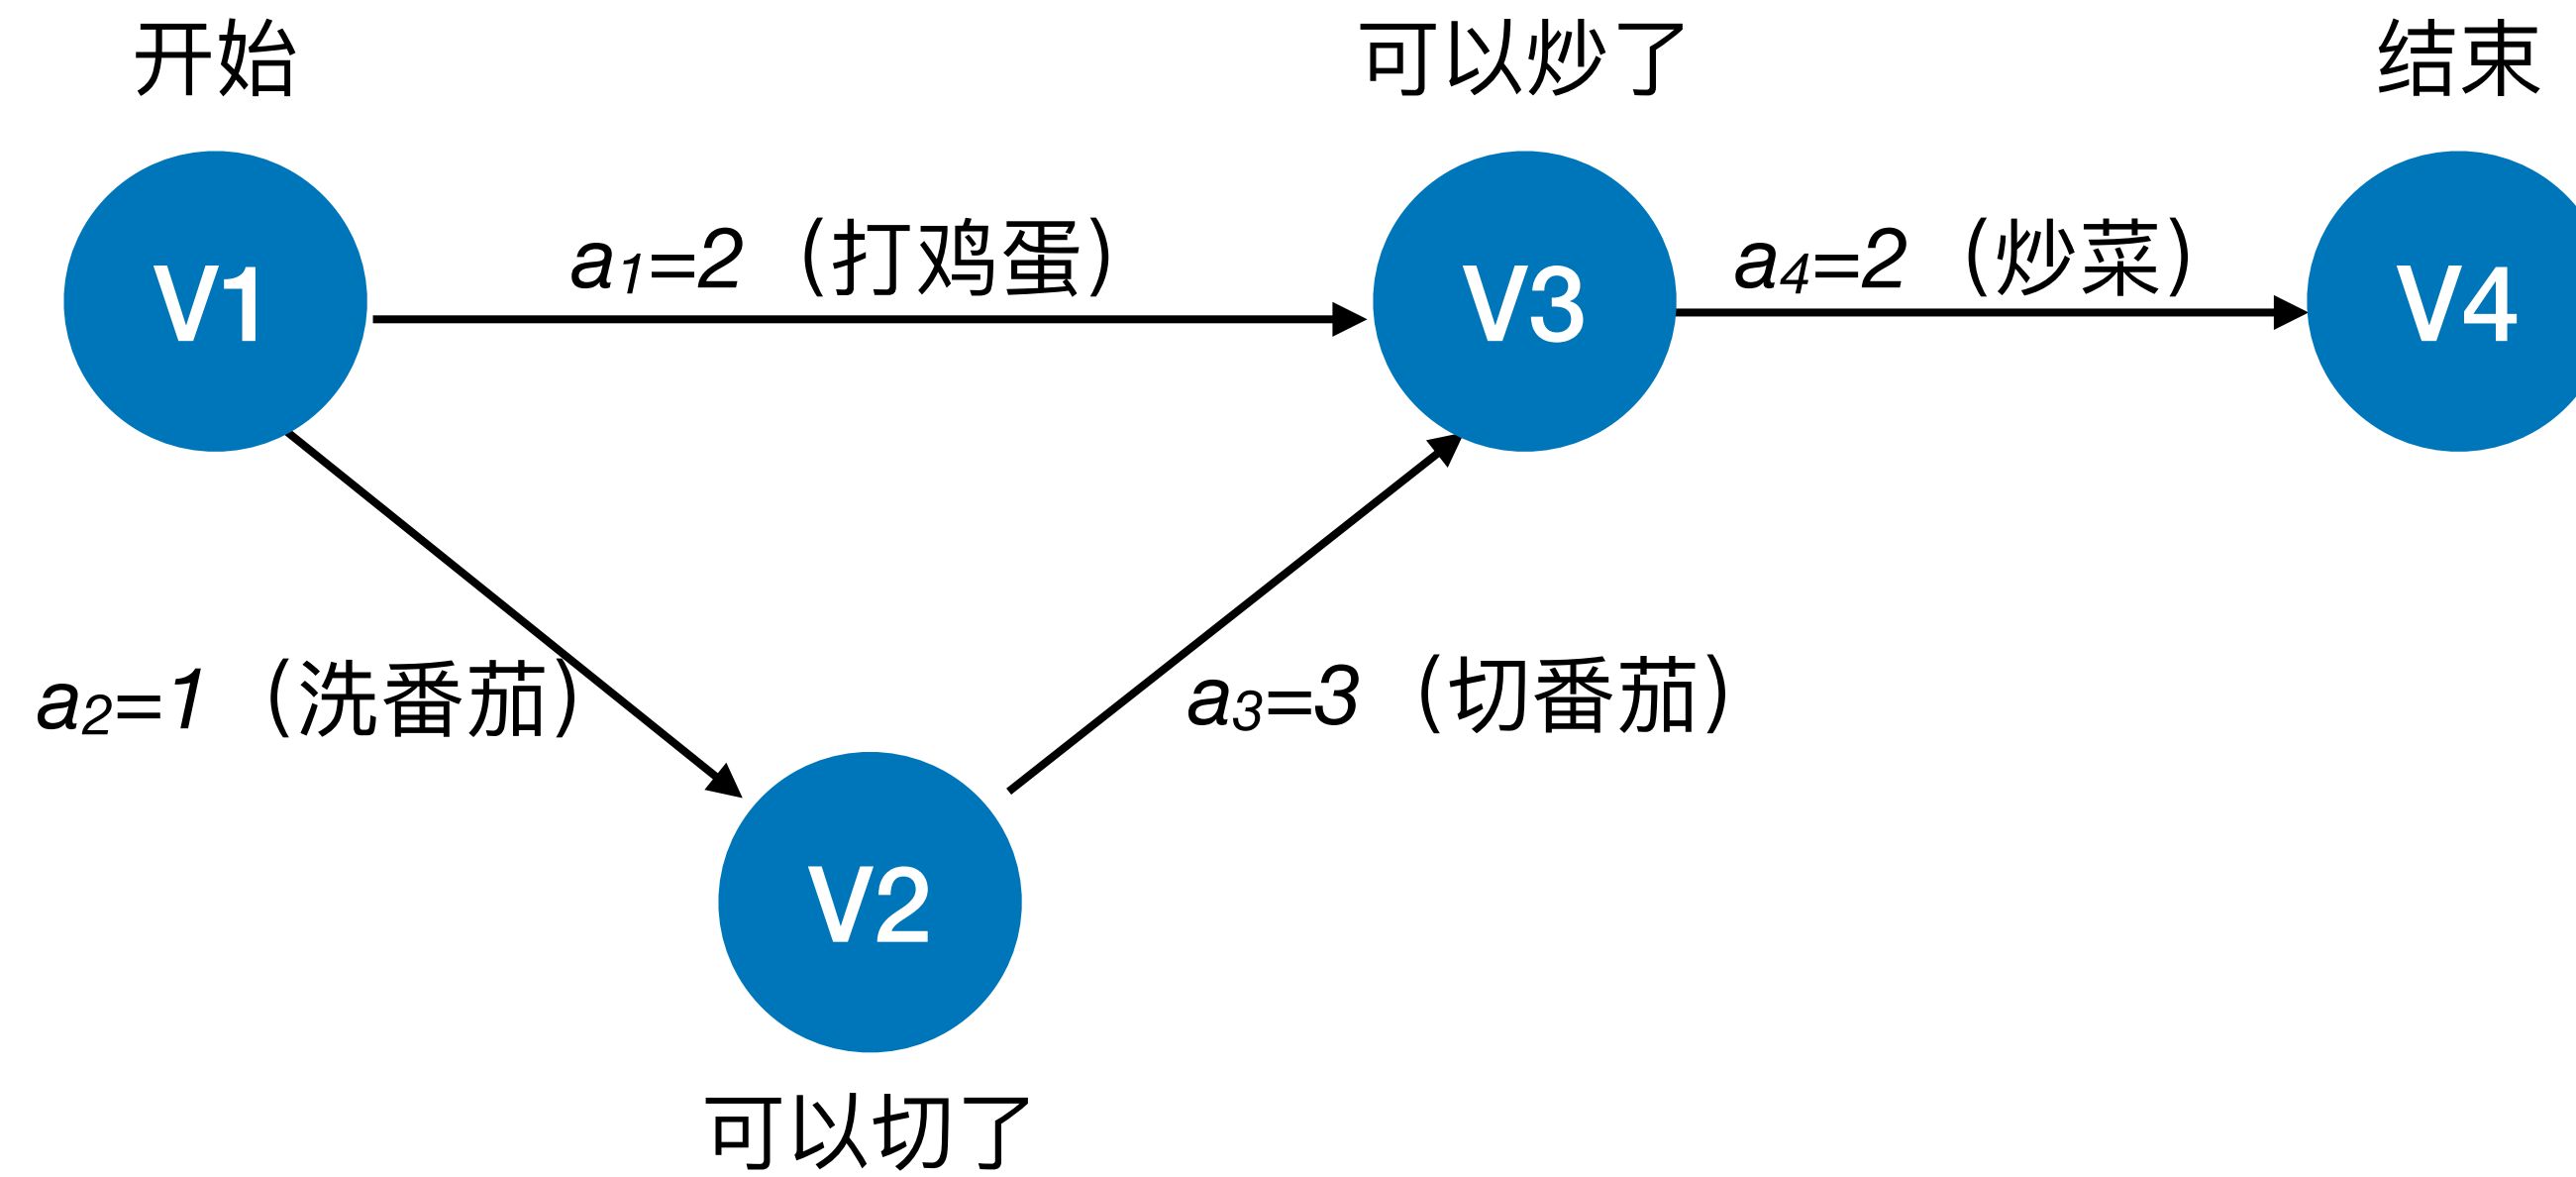 开始
可以炒了
结束
a₁=2（打鸡蛋）
a₄=2（炒菜）
V1
V3
V4
a₂=1（洗番茄）
a₃=3（切番茄）
V2
可以切了